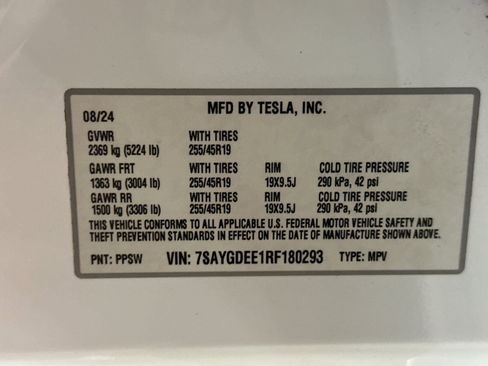 MFD BY TESLA, INC.
08/24
GVWR WITH TIRES
2369 kg (5224 lb) 255/45R19
GAWR FRT WITH TIRES RIM COLD TIRE PRESSURE
1363 kg (3004 lb) 255/45R19 19X9.5J 290 kPa, 42 psi
GAWR RR WITH TIRES RIM COLD TIRE PRESSURE
1500 kg (3306 lb) 255/45R19 19X9.5J 290 kPa, 42 psi
THIS VEHICLE CONFORMS TO ALL APPLICABLE U.S. FEDERAL MOTOR VEHICLE SAFETY AND
THEFT PREVENTION STANDARDS IN EFFECT ON THE DATE OF MANUFACTURE SHOWN ABOVE.
PNT: PPSW VIN: 7SAYGDEE1RF180293 TYPE: MPV